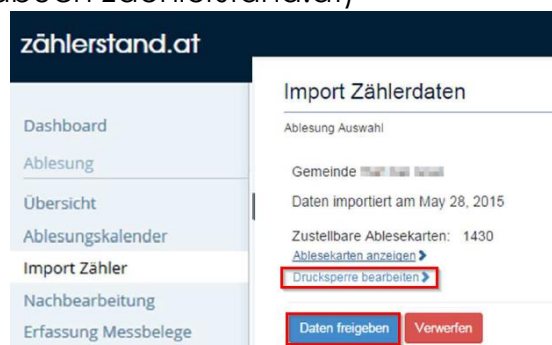 zählerstand.at
Dashboard
Ablesung
Übersicht
Ablesungskalender
Import Zähler
Nachbearbeitung
Erfassung Messbelege
Import Zählerdaten
Ablesung Auswahl
Gemeinde
Daten importiert am May 28, 2015
Zustellbare Ablesekarten: 1430
Ablesekarten anzeigen
Drucksperre bearbeiten
Daten freigeben
Verwerfen